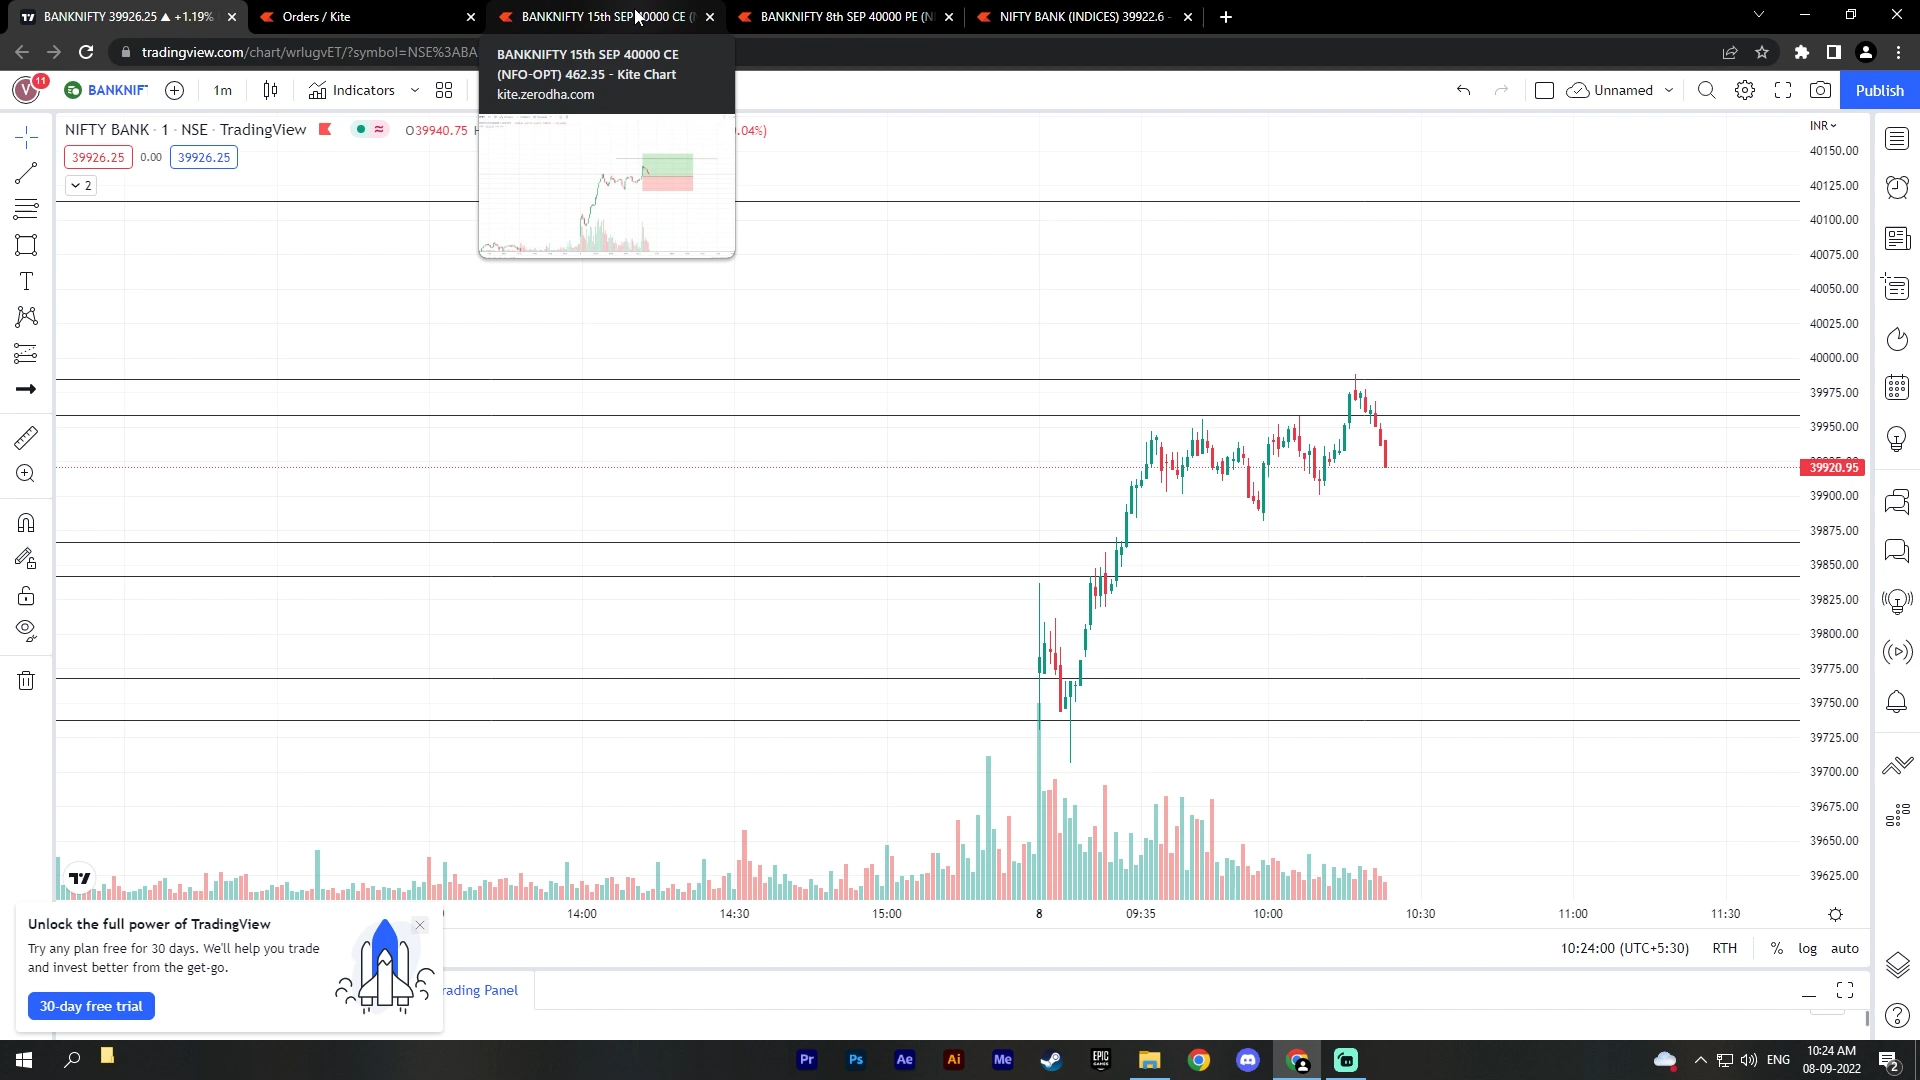 BANKNIFTY 39926.25 ▲ +1.19%
Orders / Kite
BANKNIFTY 15th SEP 40000 CE (
BANKNIFTY 8th SEP 40000 PE (N
NIFTY BANK (INDICES) 39922.6 -
tradingview.com/chart/wrlugvET/?symbol=NSE%3ABA
BANKNIFTY 15th SEP 40000 CE
(NFO-OPT) 462.35 - Kite Chart
kite.zerodha.com
V
11
BANKNIF
1m
Indicators
Unnamed
Publish
NIFTY BANK · 1 · NSE · TradingView
O39940.75
.04%)
INR
39926.25
0.00
39926.25
2
40150.00
40125.00
40100.00
40075.00
40050.00
40025.00
40000.00
39975.00
39950.00
39920.95
39900.00
39875.00
39850.00
39825.00
39800.00
39775.00
39750.00
39725.00
39700.00
39675.00
39650.00
39625.00
14:00
14:30
15:00
8
09:35
10:00
10:30
11:00
11:30
Unlock the full power of TradingView
Try any plan free for 30 days. We'll help you trade
and invest better from the get-go.
30-day free trial
10:24:00 (UTC+5:30)
RTH
%
log
auto
rading Panel
Pr
Ps
Ae
Ai
Me
EPIC
GAMES
ENG
10:24 AM
08-09-2022
2